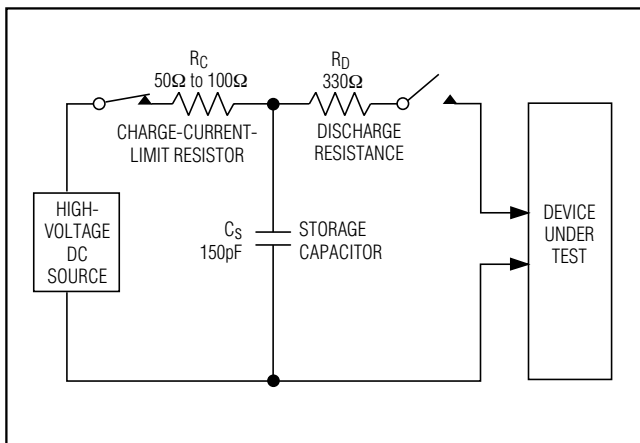 R_C
50Ω to 100Ω
CHARGE-CURRENT-
LIMIT RESISTOR
R_D
330Ω
DISCHARGE
RESISTANCE
HIGH-
VOLTAGE
DC
SOURCE
C_S
150pF
STORAGE
CAPACITOR
DEVICE
UNDER
TEST